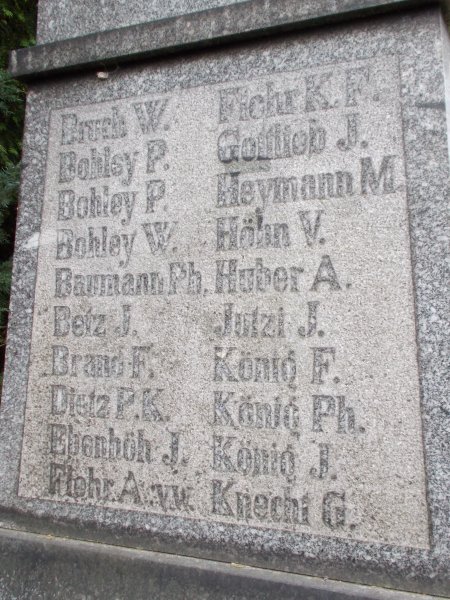 Bruch W.
Bohley P.
Bohley P.
Bohley W.
Baumann Ph.
Betz J.
Brand F.
Dietz P.K.
Ebenhöh J.
Flehr A. v.w.
Flehr K.F.
Gottlieb J.
Heymann M.
Höhn V.
Huber A.
Jutzi J.
König F.
König Ph.
König J.
Knecht G.